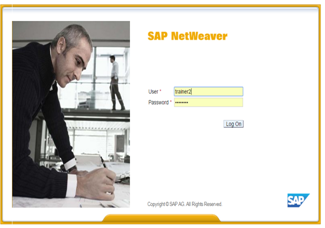 SAP NetWeaver
User * trainer2
Password * ••••••••
Log On
Copyright © SAP AG. All Rights Reserved.
SAP